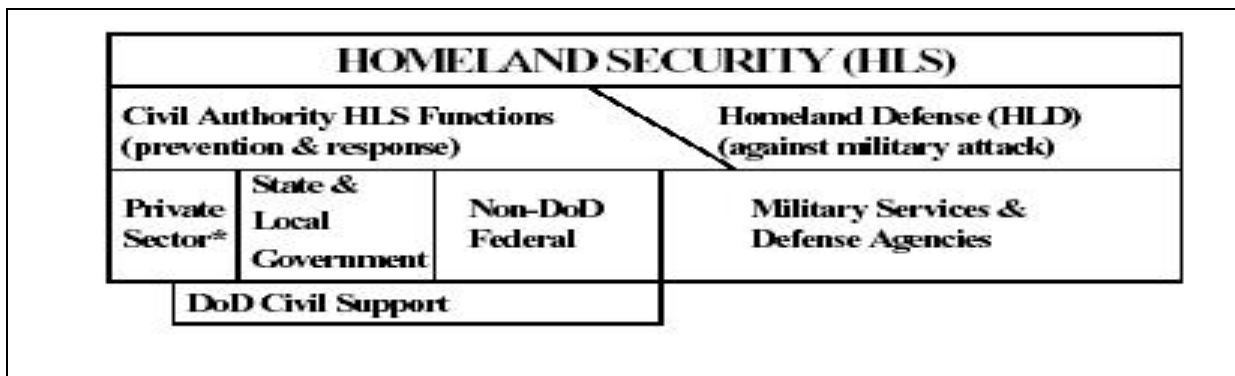 HOMELAND SECURITY (HLS)
Civil Authority HLS Functions
(prevention & response)
Homeland Defense (HLD)
(against military attack)
Private
Sector*
State &
Local
Government
Non-DoD
Federal
Military Services &
Defense Agencies
DoD Civil Support